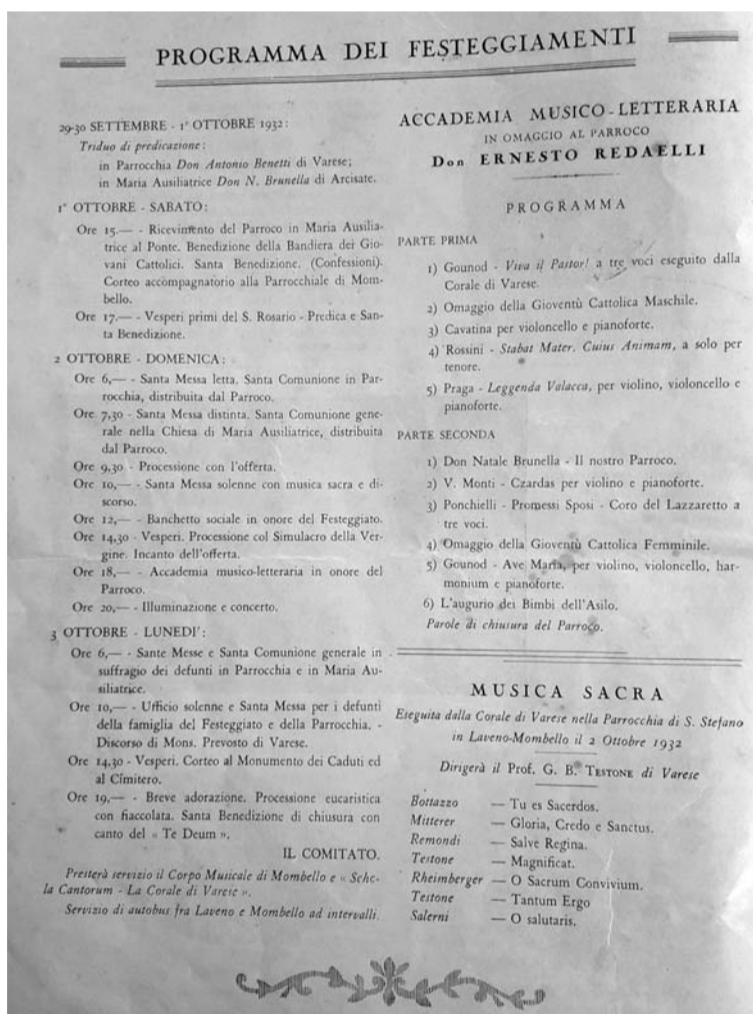 PROGRAMMA DEI FESTEGGIAMENTI
29-30 SETTEMBRE - 1° OTTOBRE 1932:
Triduo di predicazione:
in Parrocchia Don Antonio Benetti di Varese;
in Maria Ausiliatrice Don N. Brunella di Arcisate.
1° OTTOBRE - SABATO:
Ore 15.— - Ricevimento del Parroco in Maria Ausilia-
trice al Ponte. Benedizione della Bandiera dei Gio-
vani Cattolici. Santa Benedizione. (Confessioni).
Corteo accompagnatorio alla Parrocchiale di Mom-
bello.
Ore 17.— - Vesperi primi del S. Rosario - Predica e San-
ta Benedizione.
2 OTTOBRE - DOMENICA:
Ore 6,— - Santa Messa letta. Santa Comunione in Par-
rocchia, distribuita dal Parroco.
Ore 7,30 - Santa Messa distinta. Santa Comunione gene-
rale nella Chiesa di Maria Ausiliatrice, distribuita
dal Parroco.
Ore 9,30 - Processione con l'offerta.
Ore 10,— - Santa Messa solenne con musica sacra e di-
scorso.
Ore 12,— - Banchetto sociale in onore del Festeggiato.
Ore 14,30 - Vesperi. Processione col Simulacro della Ver-
gine. Incanto dell'offerta.
Ore 18,— - Accademia musico-letteraria in onore del
Parroco.
Ore 20,— - Illuminazione e concerto.
3 OTTOBRE - LUNEDI':
Ore 6,— - Sante Messe e Santa Comunione generale in
suffragio dei defunti in Parrocchia e in Maria Au-
siliatrice.
Ore 10,— - Ufficio solenne e Santa Messa per i defunti
della famiglia del Festeggiato e della Parrocchia. -
Discorso di Mons. Prevosto di Varese.
Ore 14,30 - Vesperi. Corteo al Monumento dei Caduti ed
al Cimitero.
Ore 19,— - Breve adorazione. Processione eucaristica
con fiaccolata. Santa Benedizione di chiusura con
canto del « Te Deum ».
IL COMITATO.
Presterà servizio il Corpo Musicale di Mombello e « Scho-
la Cantorum - La Corale di Varese ».
Servizio di autobus fra Laveno e Mombello ad intervalli.
ACCADEMIA MUSICO-LETTERARIA
IN OMAGGIO AL PARROCO
Don ERNESTO REDAELLI
PROGRAMMA
PARTE PRIMA
1) Gounod - Viva il Pastor! a tre voci eseguito dalla
Corale di Varese.
2) Omaggio della Gioventù Cattolica Maschile.
3) Cavatina per violoncello e pianoforte.
4) Rossini - Stabat Mater. Cuius Animam, a solo per
tenore.
5) Praga - Leggenda Valacca, per violino, violoncello e
pianoforte.
PARTE SECONDA
1) Don Natale Brunella - Il nostro Parroco.
2) V. Monti - Czardas per violino e pianoforte.
3) Ponchielli - Promessi Sposi - Coro del Lazzaretto a
tre voci.
4) Omaggio della Gioventù Cattolica Femminile.
5) Gounod - Ave Maria, per violino, violoncello, har-
monium e pianoforte.
6) L'augurio dei Bimbi dell'Asilo.
Parole di chiusura del Parroco.
MUSICA SACRA
Eseguita dalla Corale di Varese nella Parrocchia di S. Stefano
in Laveno-Mombello il 2 Ottobre 1932
Dirigerà il Prof. G. B. TESTONE di Varese
Bottazzo — Tu es Sacerdos.
Mitterer — Gloria, Credo e Sanctus.
Remondi — Salve Regina.
Testone — Magnificat.
Rheimberger — O Sacrum Convivium.
Testone — Tantum Ergo
Salerni — O salutaris.